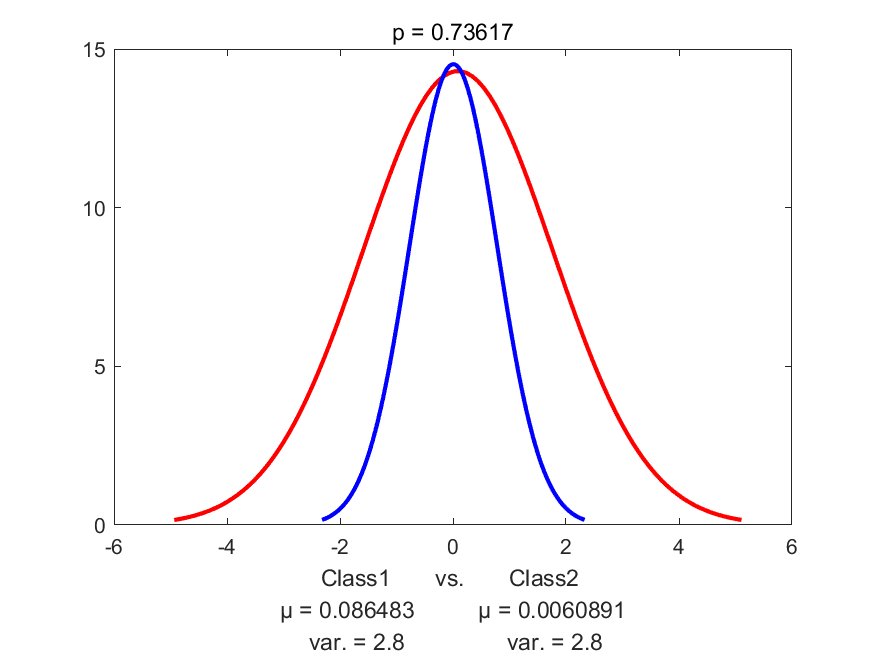 p = 0.73617
15
10
5
0
-6 -4 -2 0 2 4 6
Class1 vs. Class2
μ = 0.086483 μ = 0.0060891
var. = 2.8 var. = 2.8